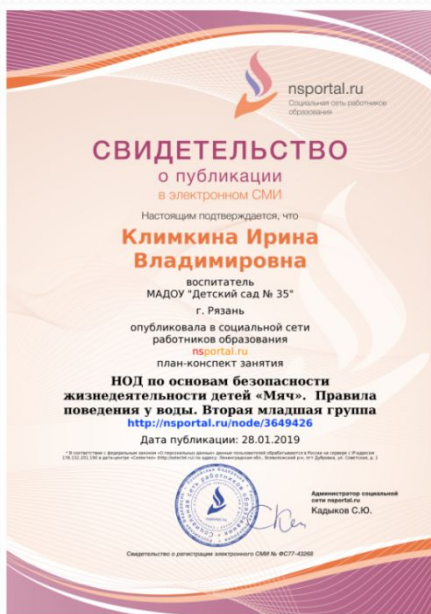 nsportal.ru
Социальная сеть работников
образования
СВИДЕТЕЛЬСТВО
о публикации
в электронном СМИ
Настоящим подтверждается, что
Климкина Ирина
Владимировна
воспитатель
МАДОУ "Детский сад № 35"
г. Рязань
опубликовала в социальной сети
работников образования
nsportal.ru
план-конспект занятия
НОД по основам безопасности
жизнедеятельности детей «Мяч». Правила
поведения у воды. Вторая младшая группа
http://nsportal.ru/node/3649426
Дата публикации: 28.01.2019
Администратор социальной
сети nsportal.ru
Кадыков С.Ю.
Свидетельство о регистрации электронного СМИ № ФС77-43268